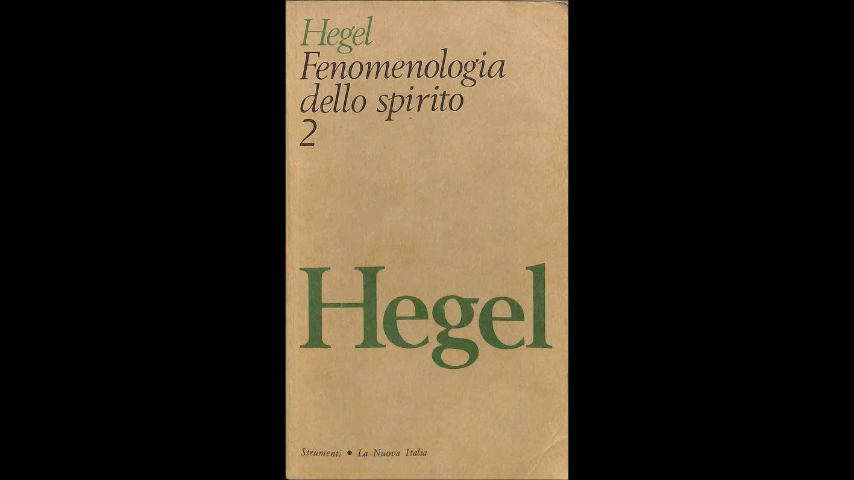 Hegel
Fenomenologia
dello spirito
2
Hegel
Strumenti • La Nuova Italia